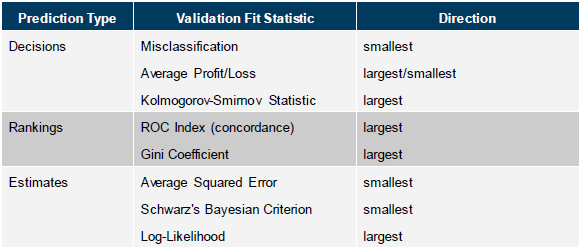 Prediction Type Validation Fit Statistic Direction
Decisions Misclassification smallest
Average Profit/Loss largest/smallest
Kolmogorov-Smirnov Statistic largest
Rankings ROC Index (concordance) largest
Gini Coefficient largest
Estimates Average Squared Error smallest
Schwarz's Bayesian Criterion smallest
Log-Likelihood largest